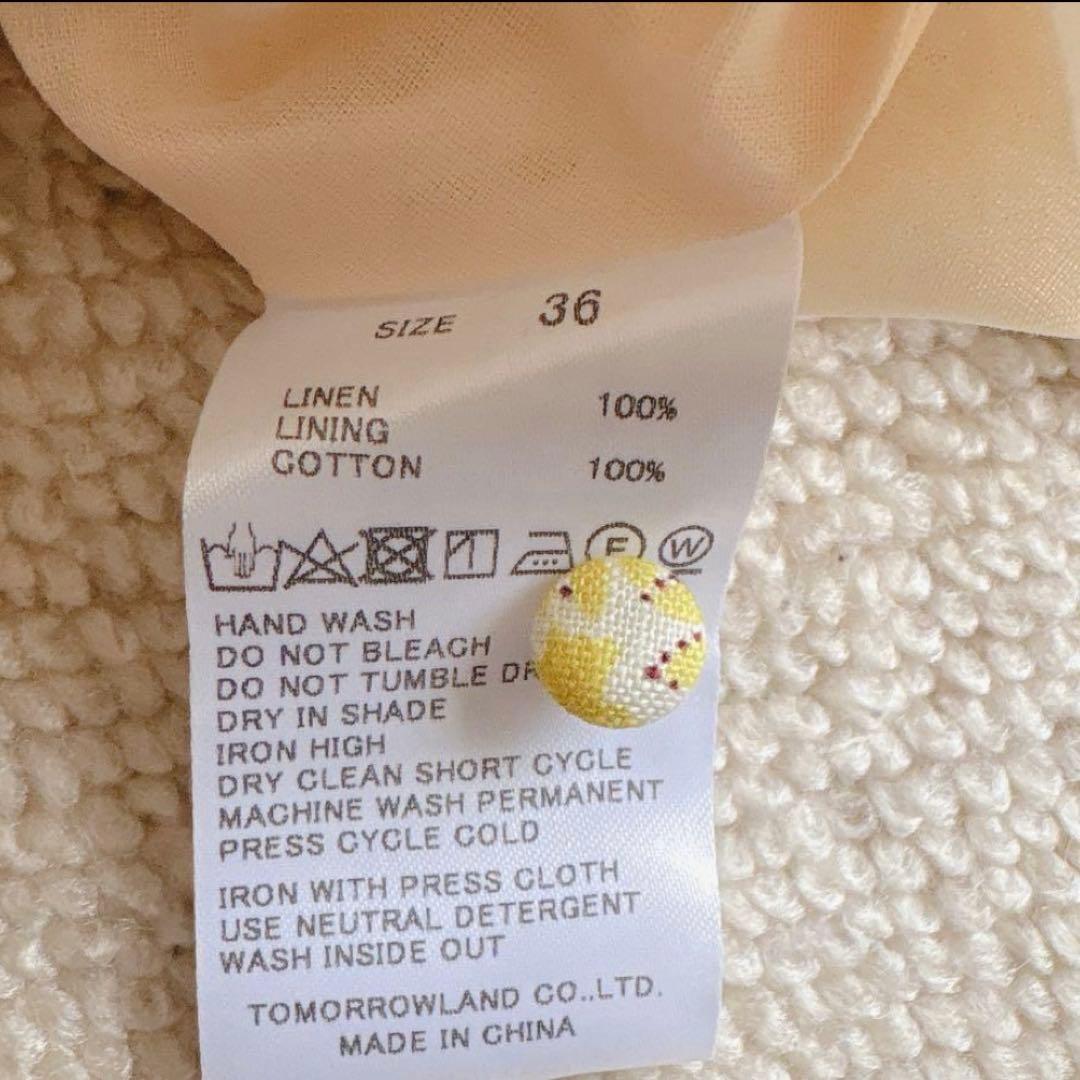 SIZE 36
LINEN 100%
LINING
COTTON 100%
F W
HAND WASH
DO NOT BLEACH
DO NOT TUMBLE
DRY IN SHADE
IRON HIGH
DRY CLEAN SHORT CYCLE
MACHINE WASH PERMANENT
PRESS CYCLE COLD
IRON WITH PRESS CLOTH
USE NEUTRAL DETERGENT
WASH INSIDE OUT
TOMORROWLAND CO.,LTD.
MADE IN CHINA